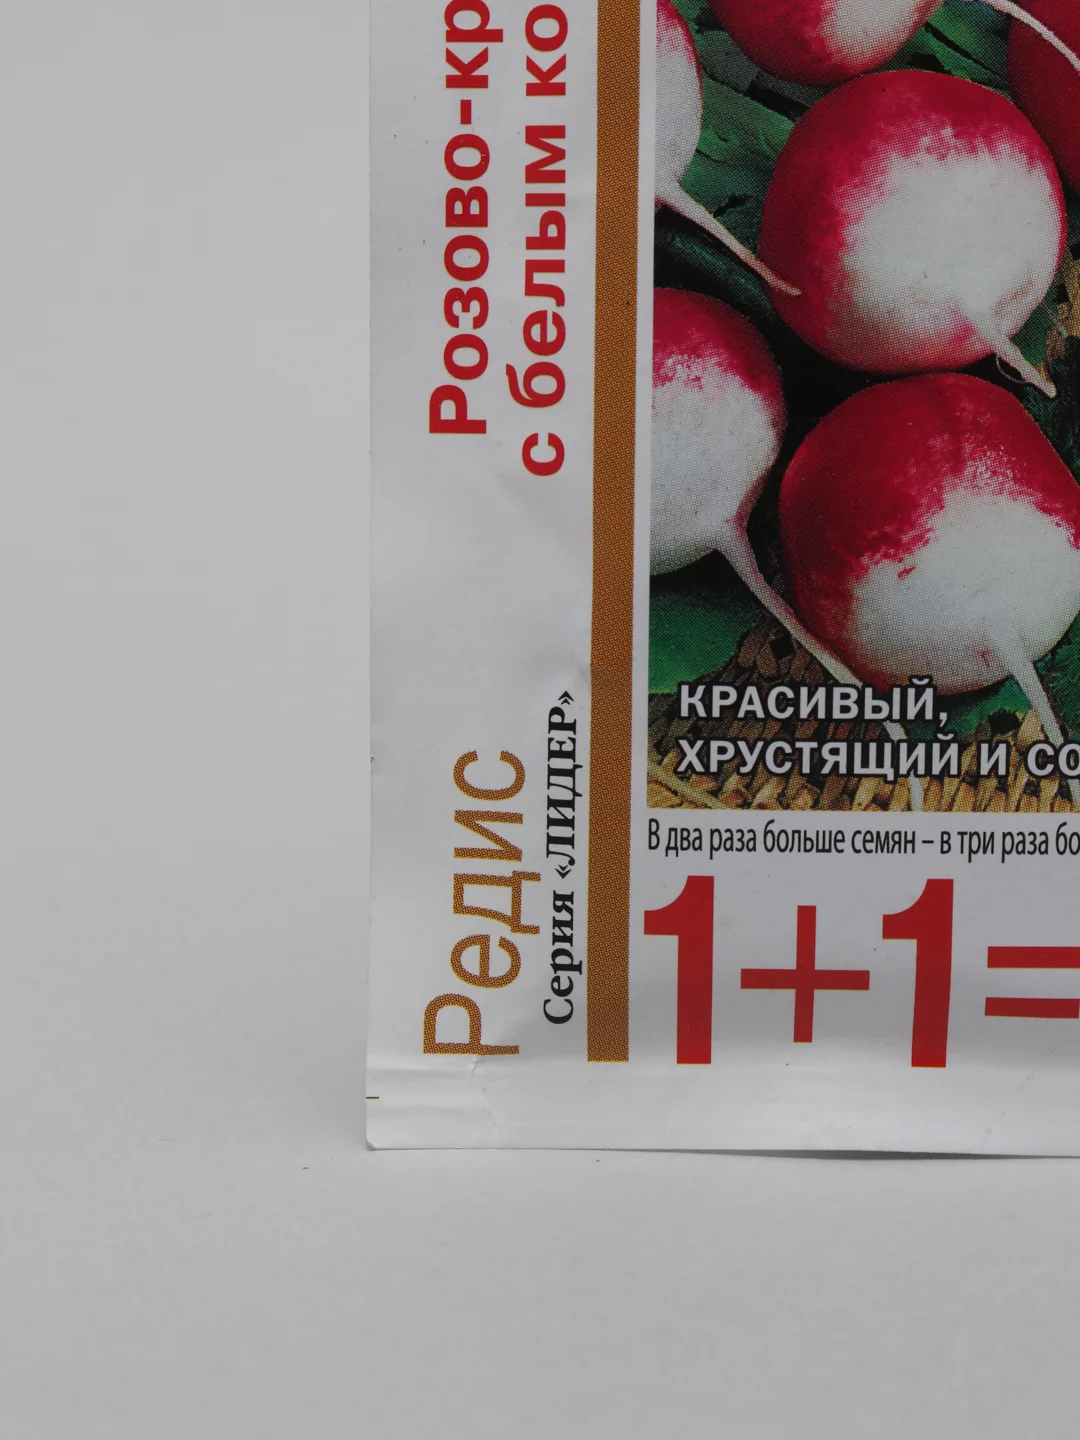 Розово-кр
с белым ко
Редис
Серия «ЛИДЕР»
КРАСИВЫЙ,
ХРУСТЯЩИЙ И СО
В два раза больше семян – в три раза бо
1+1=